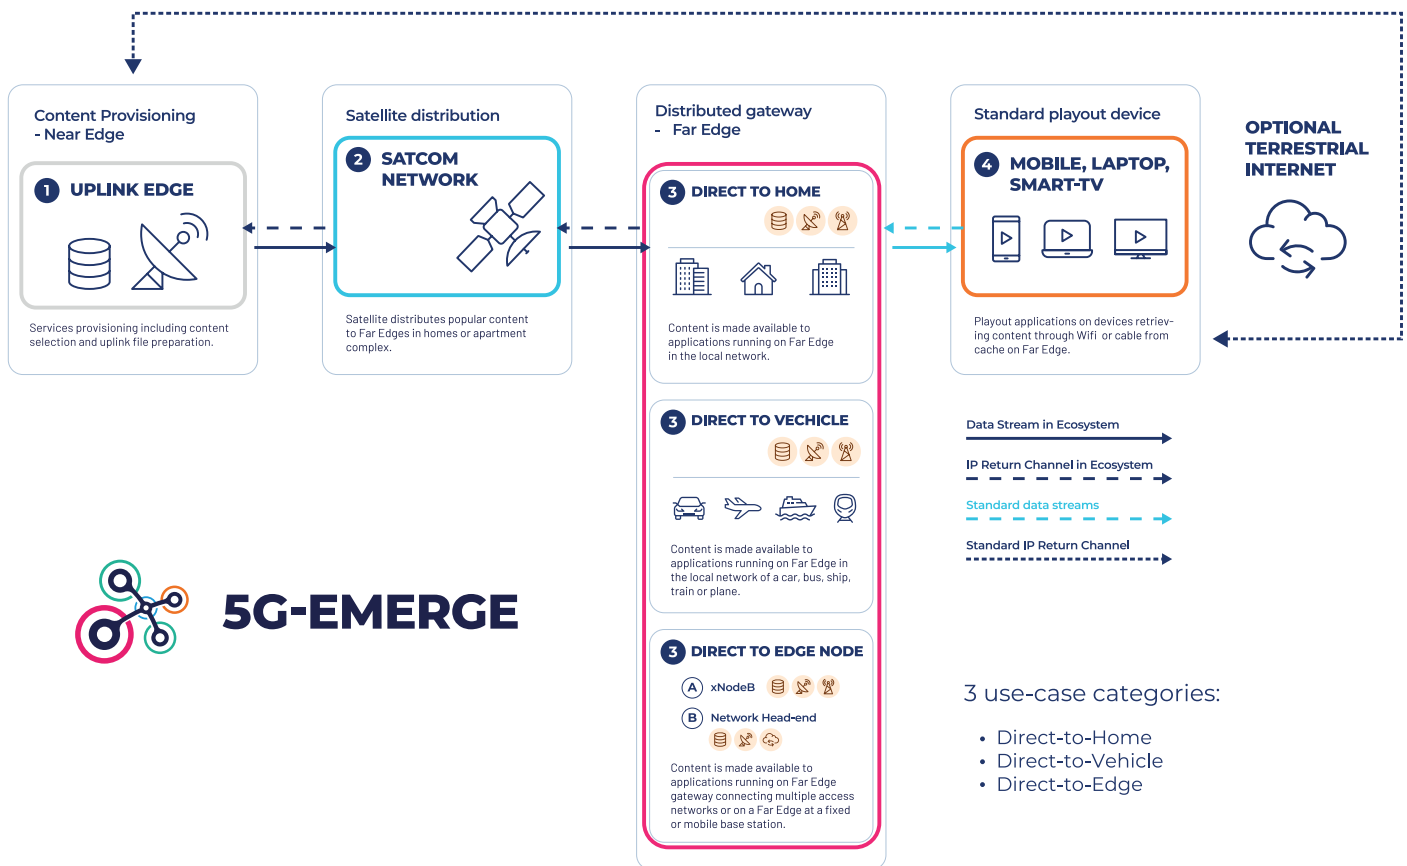 Content Provisioning
- Near Edge
1 UPLINK EDGE
Services provisioning including content
selection and uplink file preparation.
Satellite distribution
2 SATCOM
NETWORK
Satellite distributes popular content
to Far Edges in homes or apartment
complex.
Distributed gateway
- Far Edge
3 DIRECT TO HOME
Content is made available to
applications running on Far Edge
in the local network.
3 DIRECT TO VECHICLE
Content is made available to
applications running on Far Edge in
the local network of a car, bus, ship,
train or plane.
3 DIRECT TO EDGE NODE
A xNodeB
B Network Head-end
Content is made available to
applications running on Far Edge
gateway connecting multiple access
networks or on a Far Edge at a fixed
or mobile base station.
Standard playout device
4 MOBILE, LAPTOP,
SMART-TV
Playout applications on devices retriev-
ing content through Wifi or cable from
cache on Far Edge.
OPTIONAL
TERRESTRIAL
INTERNET
Data Stream in Ecosystem
IP Return Channel in Ecosystem
Standard data streams
Standard IP Return Channel
5G-EMERGE
3 use-case categories:
• Direct-to-Home
• Direct-to-Vehicle
• Direct-to-Edge